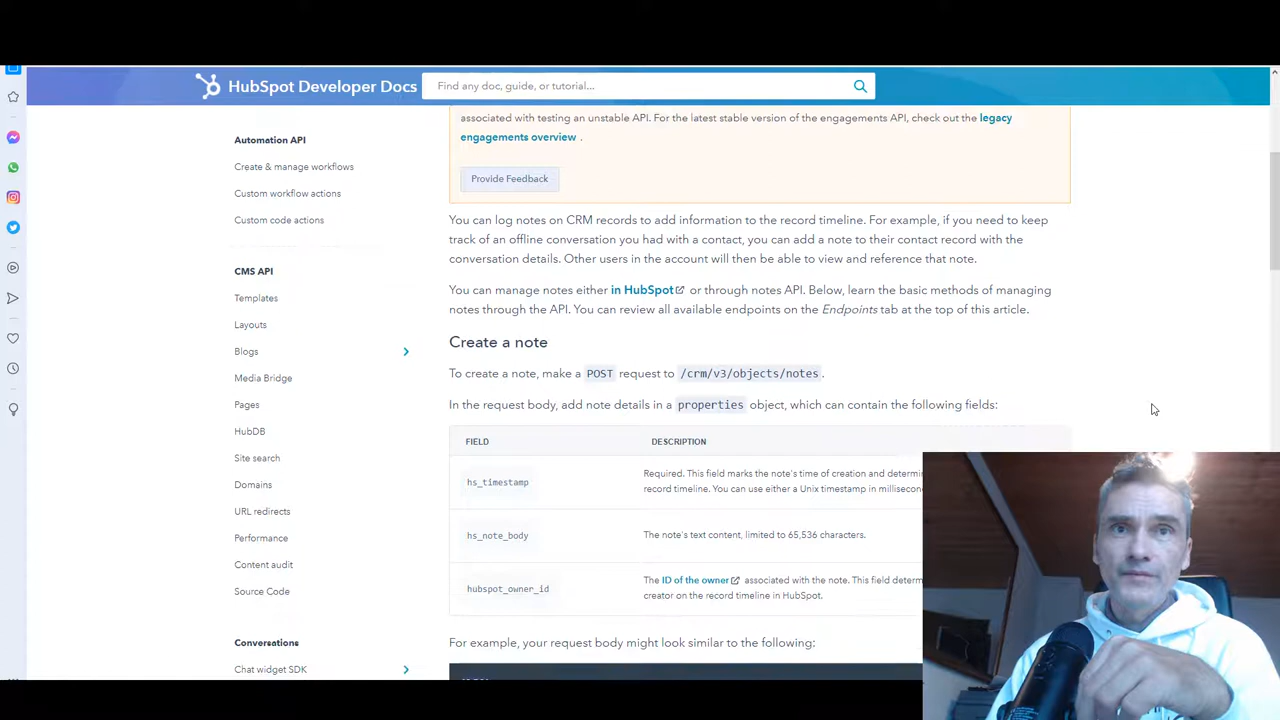 HubSpot Developer Docs
Find any doc, guide, or tutorial...
Automation API
Create & manage workflows
Custom workflow actions
Custom code actions
CMS API
Templates
Layouts
Blogs
Media Bridge
Pages
HubDB
Site search
Domains
URL redirects
Performance
Content audit
Source Code
Conversations
Chat widget SDK
associated with testing an unstable API. For the latest stable version of the engagements API, check out the legacy
engagements overview .
Provide Feedback
You can log notes on CRM records to add information to the record timeline. For example, if you need to keep
track of an offline conversation you had with a contact, you can add a note to their contact record with the
conversation details. Other users in the account will then be able to view and reference that note.
You can manage notes either in HubSpot or through notes API. Below, learn the basic methods of managing
notes through the API. You can review all available endpoints on the Endpoints tab at the top of this article.
Create a note
To create a note, make a POST request to /crm/v3/objects/notes.
In the request body, add note details in a properties object, which can contain the following fields:
FIELD DESCRIPTION
hs_timestamp
Required. This field marks the note's time of creation and
record timeline. You can use either a Unix timestamp in
hs_note_body
The note's text content, limited to 65,536 characters.
hubspot_owner_id
The ID of the owner associated with the note. This field
creator on the record timeline in HubSpot.
For example, your request body might look similar to the following: